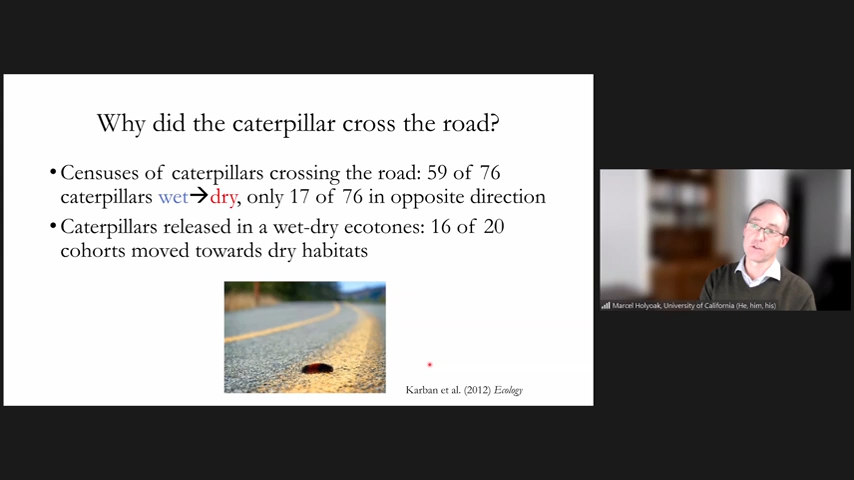 Why did the caterpillar cross the road?
• Censuses of caterpillars crossing the road: 59 of 76
caterpillars wet→dry, only 17 of 76 in opposite direction
• Caterpillars released in a wet-dry ecotones: 16 of 20
cohorts moved towards dry habitats
Karban et al. (2012) Ecology
Marcel Holyoak, University of California (He, him, his)